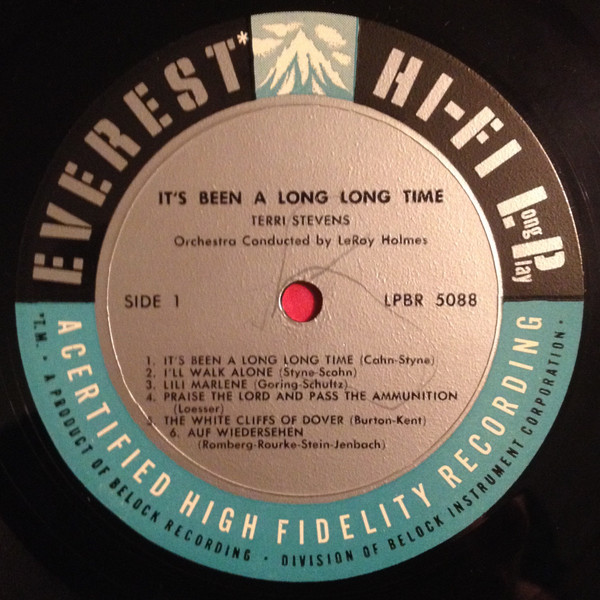 EVEREST* HI-FI LP
Long Play
IT'S BEEN A LONG LONG TIME
TERRI STEVENS
Orchestra Conducted by LeRoy Holmes
SIDE 1 LPBR 5088
1. IT'S BEEN A LONG LONG TIME (Cahn-Styne)
2. I'LL WALK ALONE (Styne-Scohn)
3. LILI MARLENE (Goring-Schultz)
4. PRAISE THE LORD AND PASS THE AMMUNITION
(Loesser)
5. THE WHITE CLIFFS OF DOVER (Burton-Kent)
6. AUF WIEDERSEHEN
(Romberg-Rourke-Stein-Jenbach)
A CERTIFIED HIGH FIDELITY RECORDING
*T.M. • A PRODUCT OF BELOCK RECORDING • DIVISION OF BELOCK INSTRUMENT CORPORATION •